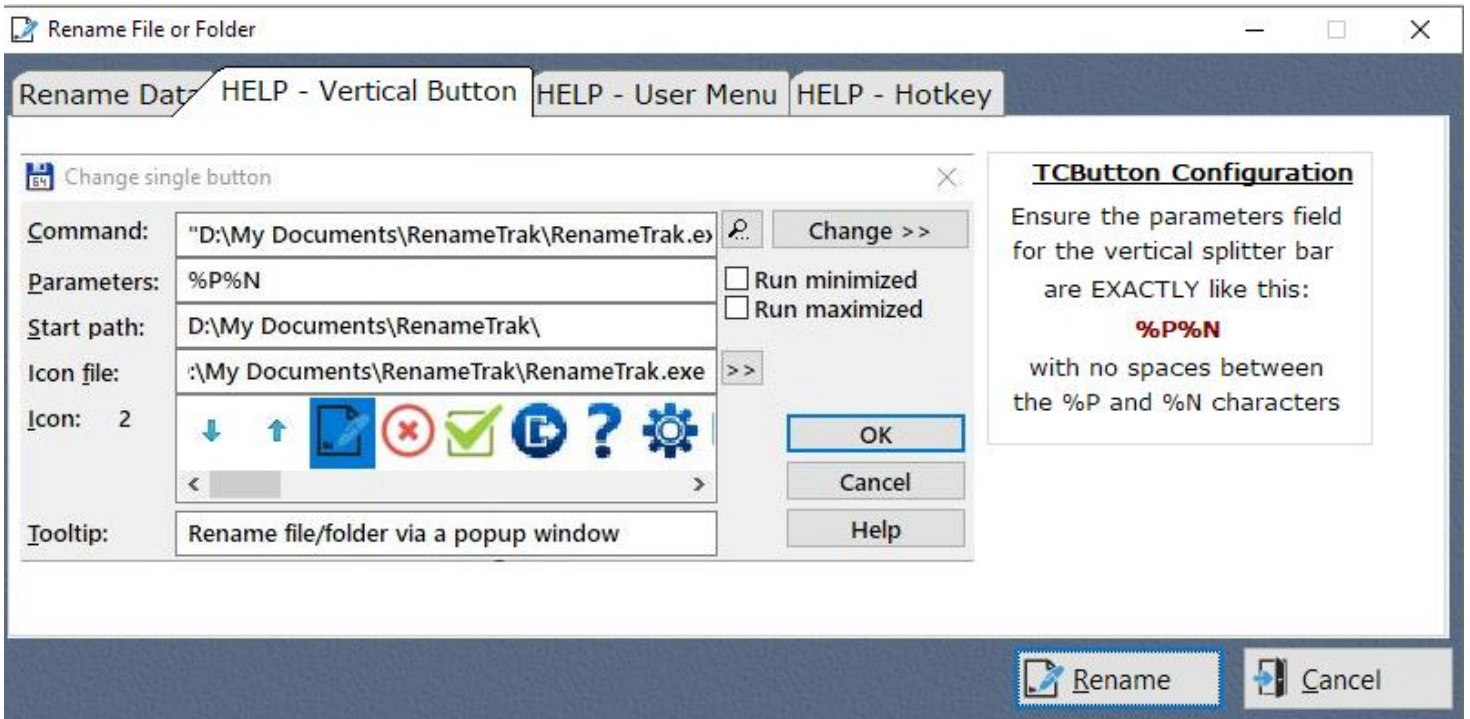 Rename File or Folder
Rename Data
HELP - Vertical Button
HELP - User Menu
HELP - Hotkey
Change single button
Command:
"D:\My Documents\RenameTrak\RenameTrak.ex
Change >>
Parameters:
%P%N
Run minimized
Run maximized
Start path:
D:\My Documents\RenameTrak\
Icon file:
:\My Documents\RenameTrak\RenameTrak.exe
>>
Icon: 2
OK
Cancel
Tooltip:
Rename file/folder via a popup window
Help
TCButton Configuration
Ensure the parameters field
for the vertical splitter bar
are EXACTLY like this:
%P%N
with no spaces between
the %P and %N characters
Rename
Cancel